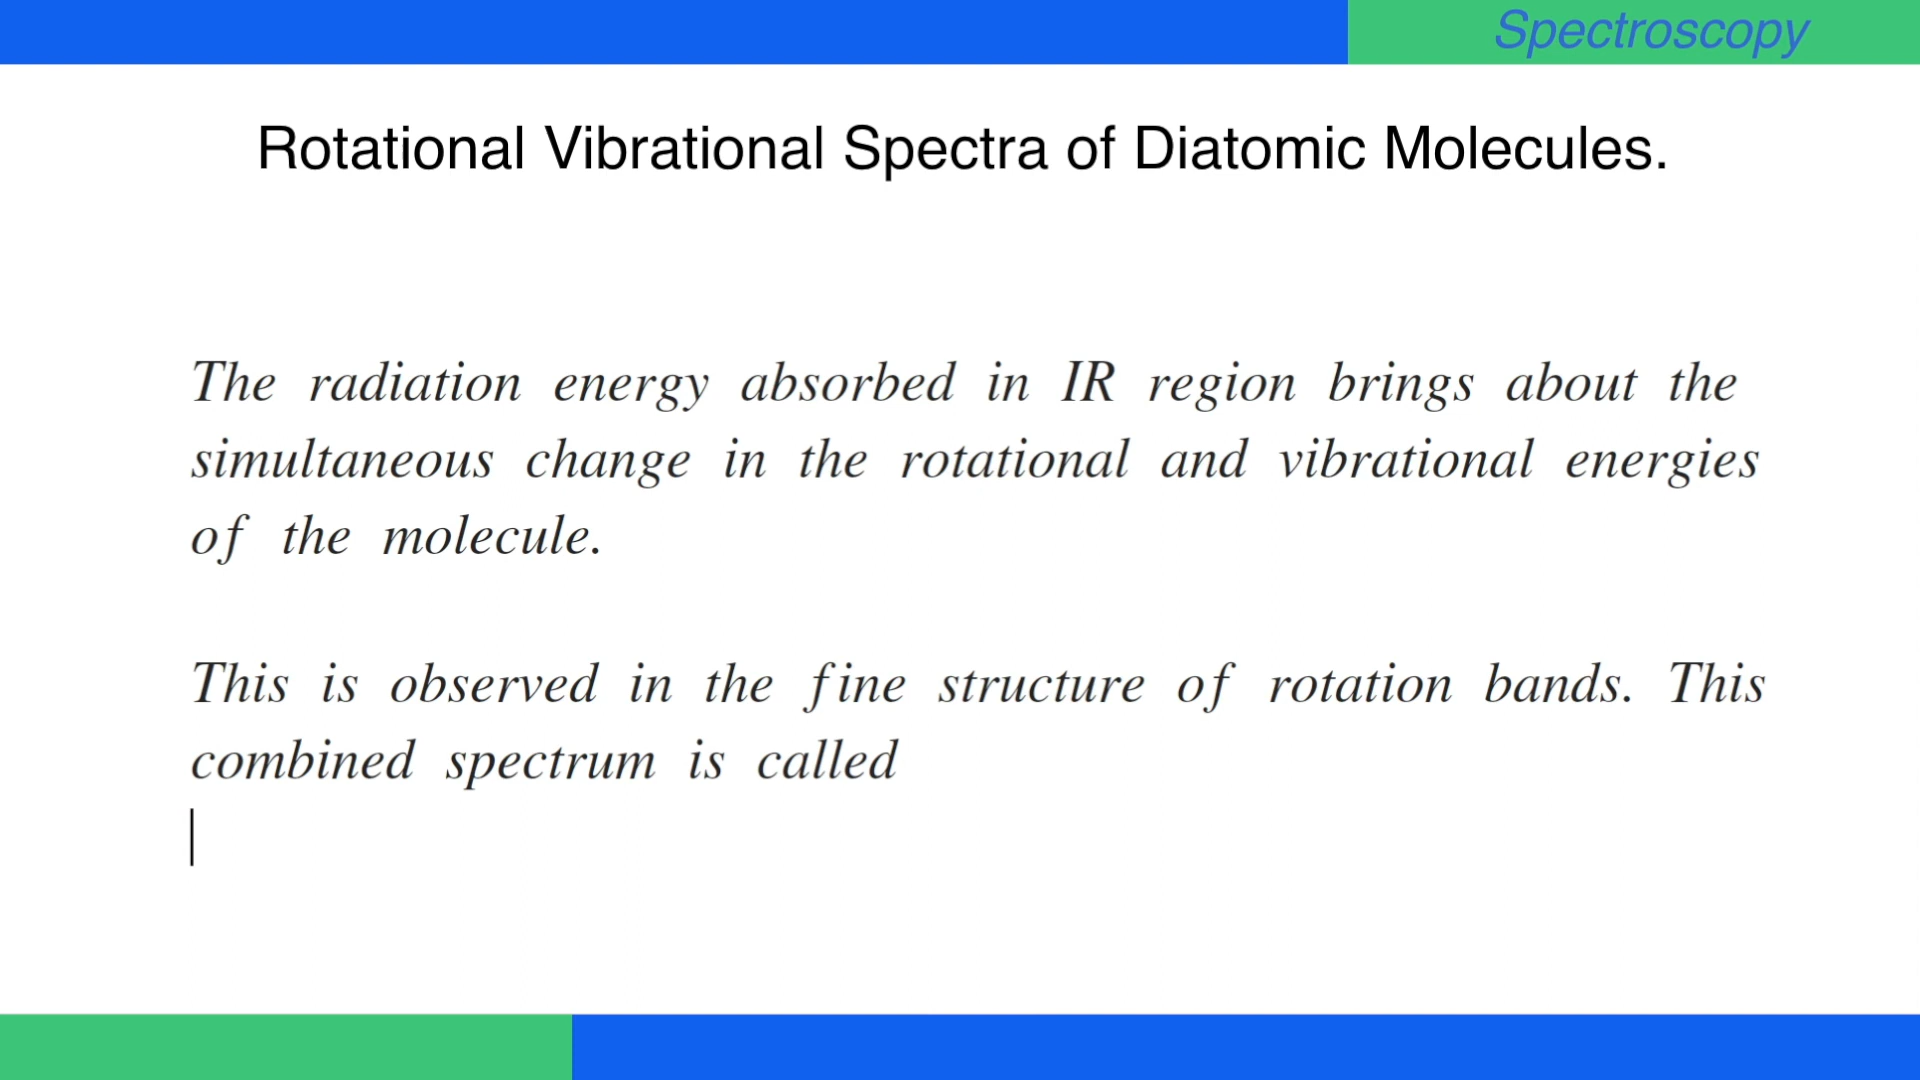 Spectroscopy
Rotational Vibrational Spectra of Diatomic Molecules.
The radiation energy absorbed in IR region brings about the
simultaneous change in the rotational and vibrational energies
of the molecule.
This is observed in the fine structure of rotation bands. This
combined spectrum is called